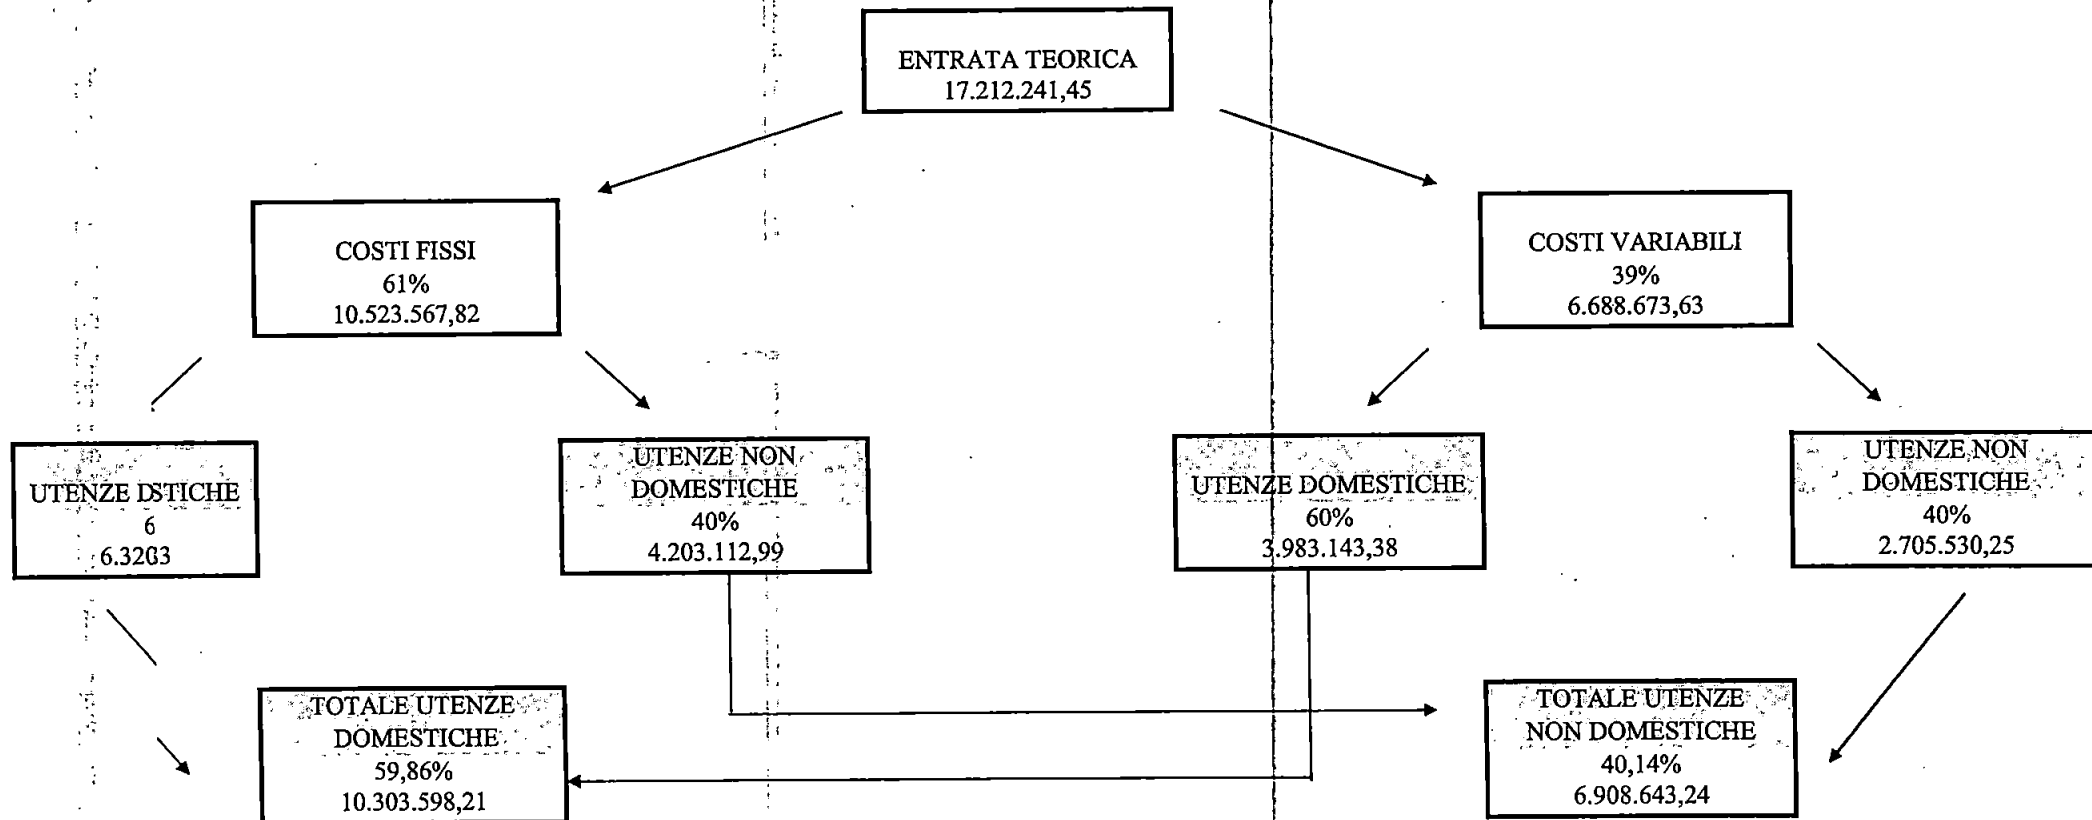 ENTRATA TEORICA
17.212.241,45
COSTI FISSI
61%
10.523.567,82
COSTI VARIABILI
39%
6.688.673,63
UTENZE DSTICHE
6
6.3203
UTENZE NON
DOMESTICHE
40%
4.203.112,99
UTENZE DOMESTICHE
60%
3.983.143,38
UTENZE NON
DOMESTICHE
40%
2.705.530,25
TOTALE UTENZE
DOMESTICHE
59,86%
10.303.598,21
TOTALE UTENZE
NON DOMESTICHE
40,14%
6.908.643,24